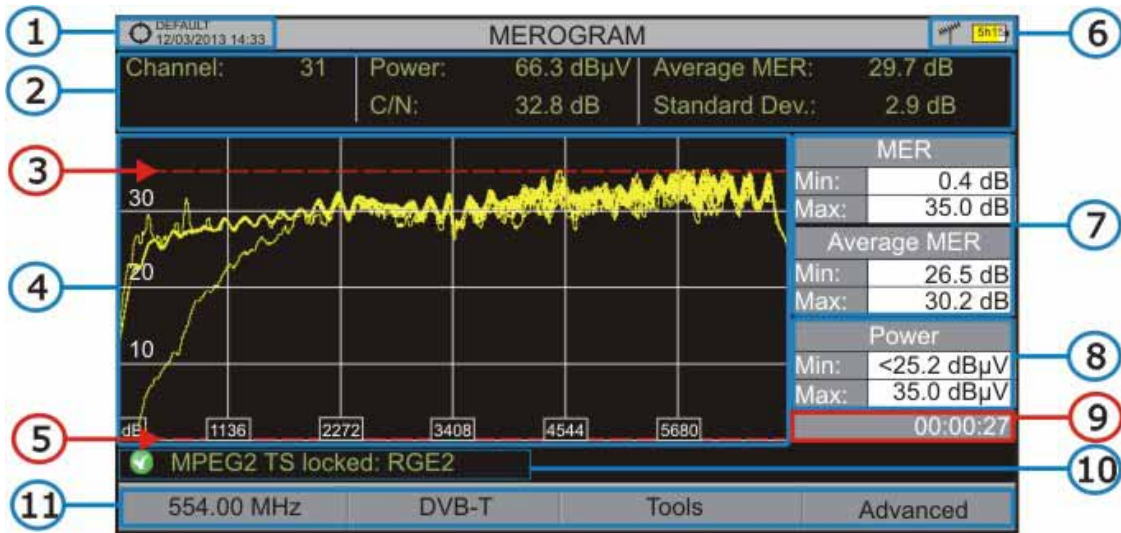 1
DEFAULT
12/03/2013 14:33
MEROGRAM
5h15
6
2
Channel: 31
Power: 66.3 dBµV
Average MER: 29.7 dB
C/N: 32.8 dB
Standard Dev.: 2.9 dB
3
30
20
10
dB 1136 2272 3408 4544 5680
4
5
MER
Min: 0.4 dB
Max: 35.0 dB
Average MER
Min: 26.5 dB
Max: 30.2 dB
7
Power
Min: <25.2 dBµV
Max: 35.0 dBµV
8
00:00:27
9
MPEG2 TS locked: RGE2
10
11
554.00 MHz DVB-T Tools Advanced